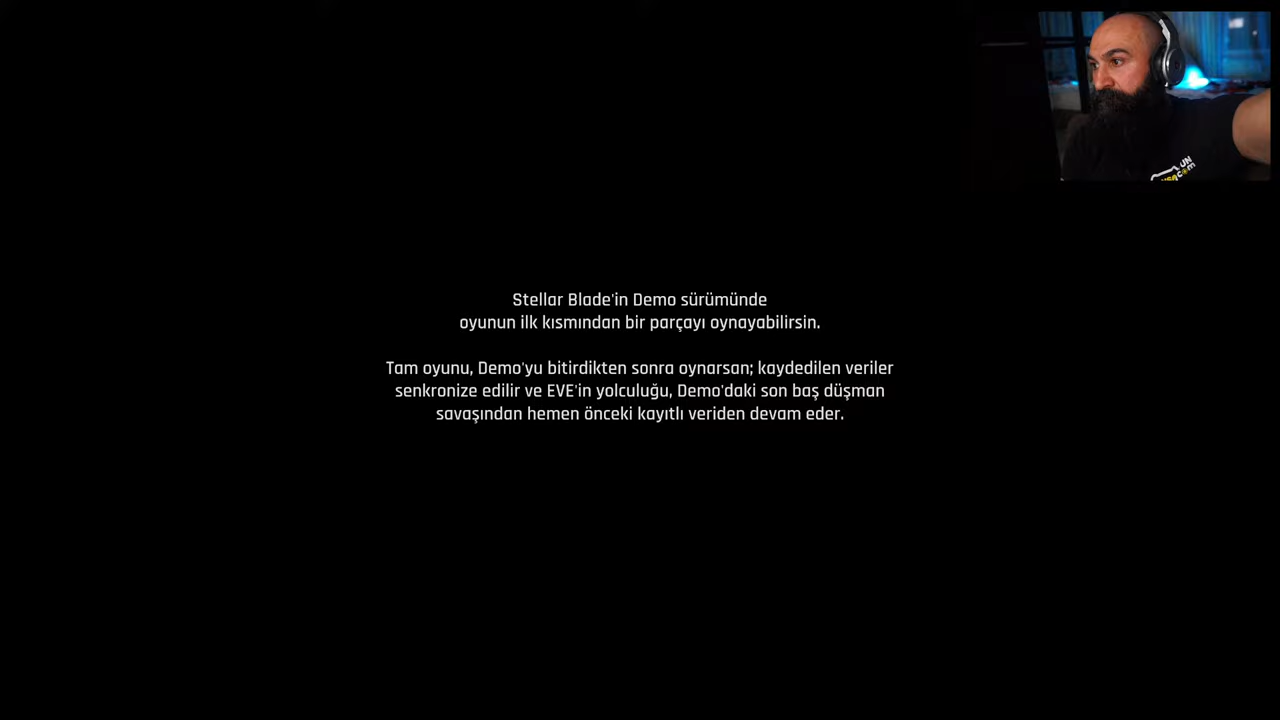 Stellar Blade'in Demo sürümünde
oyunun ilk kısmından bir parçayı oynayabilirsin.
Tam oyunu, Demo'yu bitirdikten sonra oynarsan; kaydedilen veriler
senkronize edilir ve EVE'in yolculuğu, Demo'daki son baş düşman
savaşından hemen önceki kayıtlı veriden devam eder.